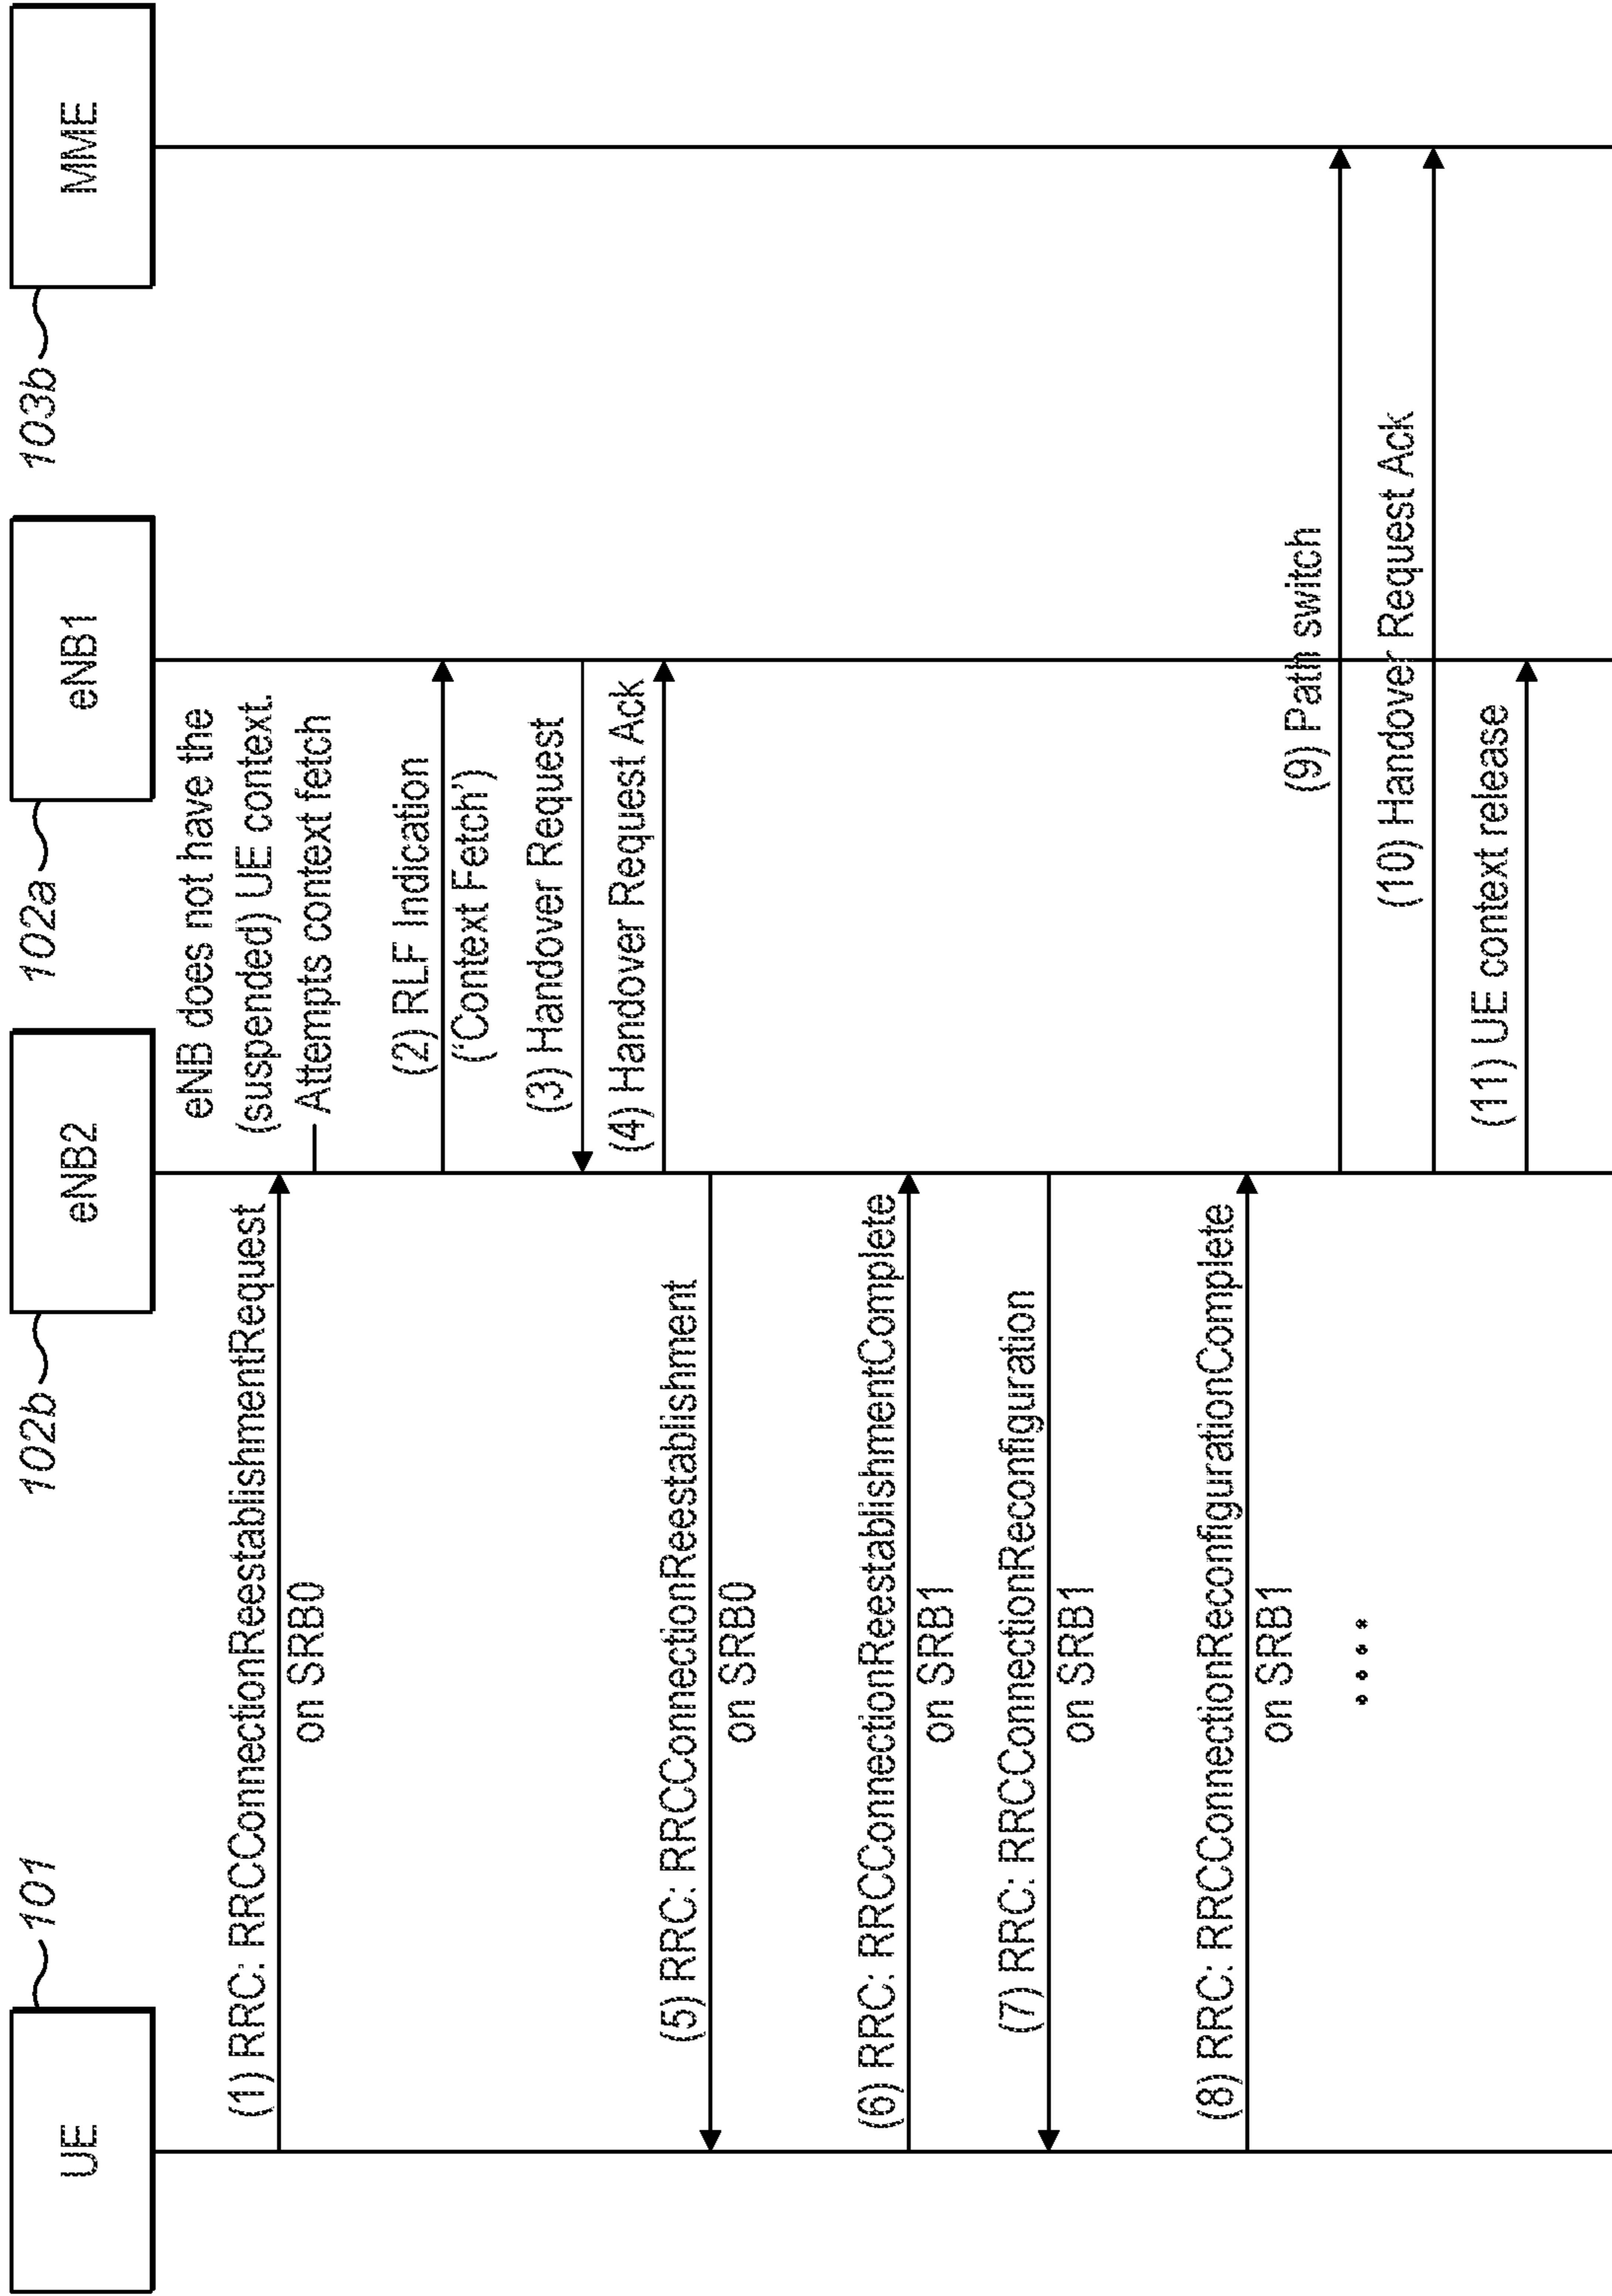 101
102b
102a
103b
UE
eNB2
eNB1
MME
(1) RRC: RRCConnectionReestablishmentRequest
on SRB0
eNB does not have the
(suspended) UE context.
Attempts context fetch
(2) RLF Indication
('Context Fetch')
(3) Handover Request
(4) Handover Request Ack
(5) RRC: RRCConnectionReestablishment
on SRB0
(6) RRC: RRCConnectionReestablishmentComplete
on SRB1
(7) RRC: RRCConnectionReconfiguration
on SRB1
(8) RRC: RRCConnectionReconfigurationComplete
on SRB1
....
(9) Path switch
(10) Handover Request Ack
(11) UE context release